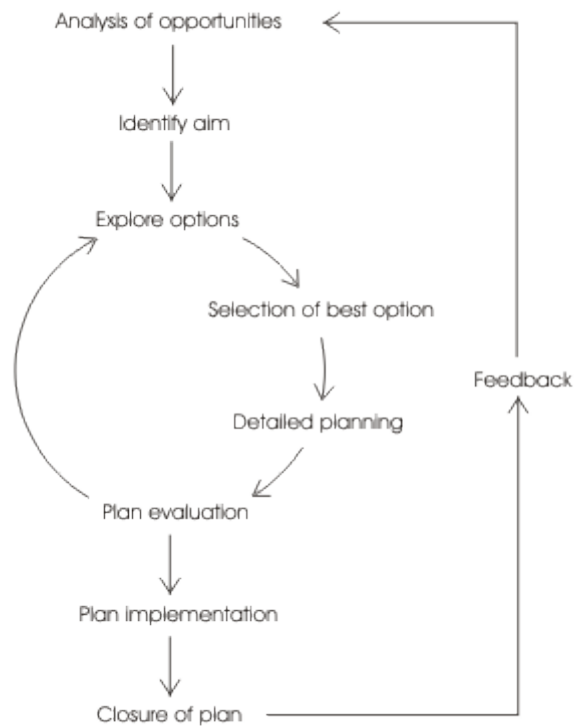 Analysis of opportunities
Identify aim
Explore options
Selection of best option
Feedback
Detailed planning
Plan evaluation
Plan implementation
Closure of plan